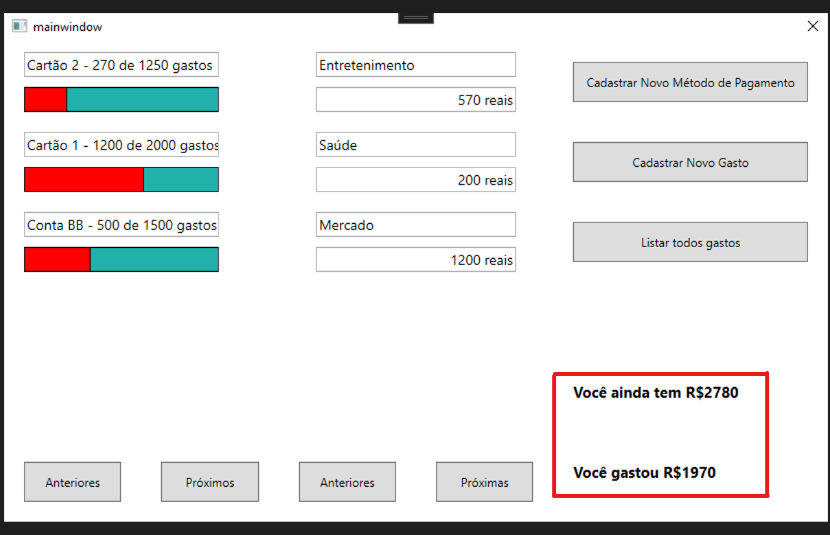 mainwindow
Cartão 2 - 270 de 1250 gastos
Entretenimento
Cadastrar Novo Método de Pagamento
570 reais
Cartão 1 - 1200 de 2000 gastos
Saúde
Cadastrar Novo Gasto
200 reais
Conta BB - 500 de 1500 gastos
Mercado
Listar todos gastos
1200 reais
Você ainda tem R$2780
Você gastou R$1970
Anteriores
Próximos
Anteriores
Próximas